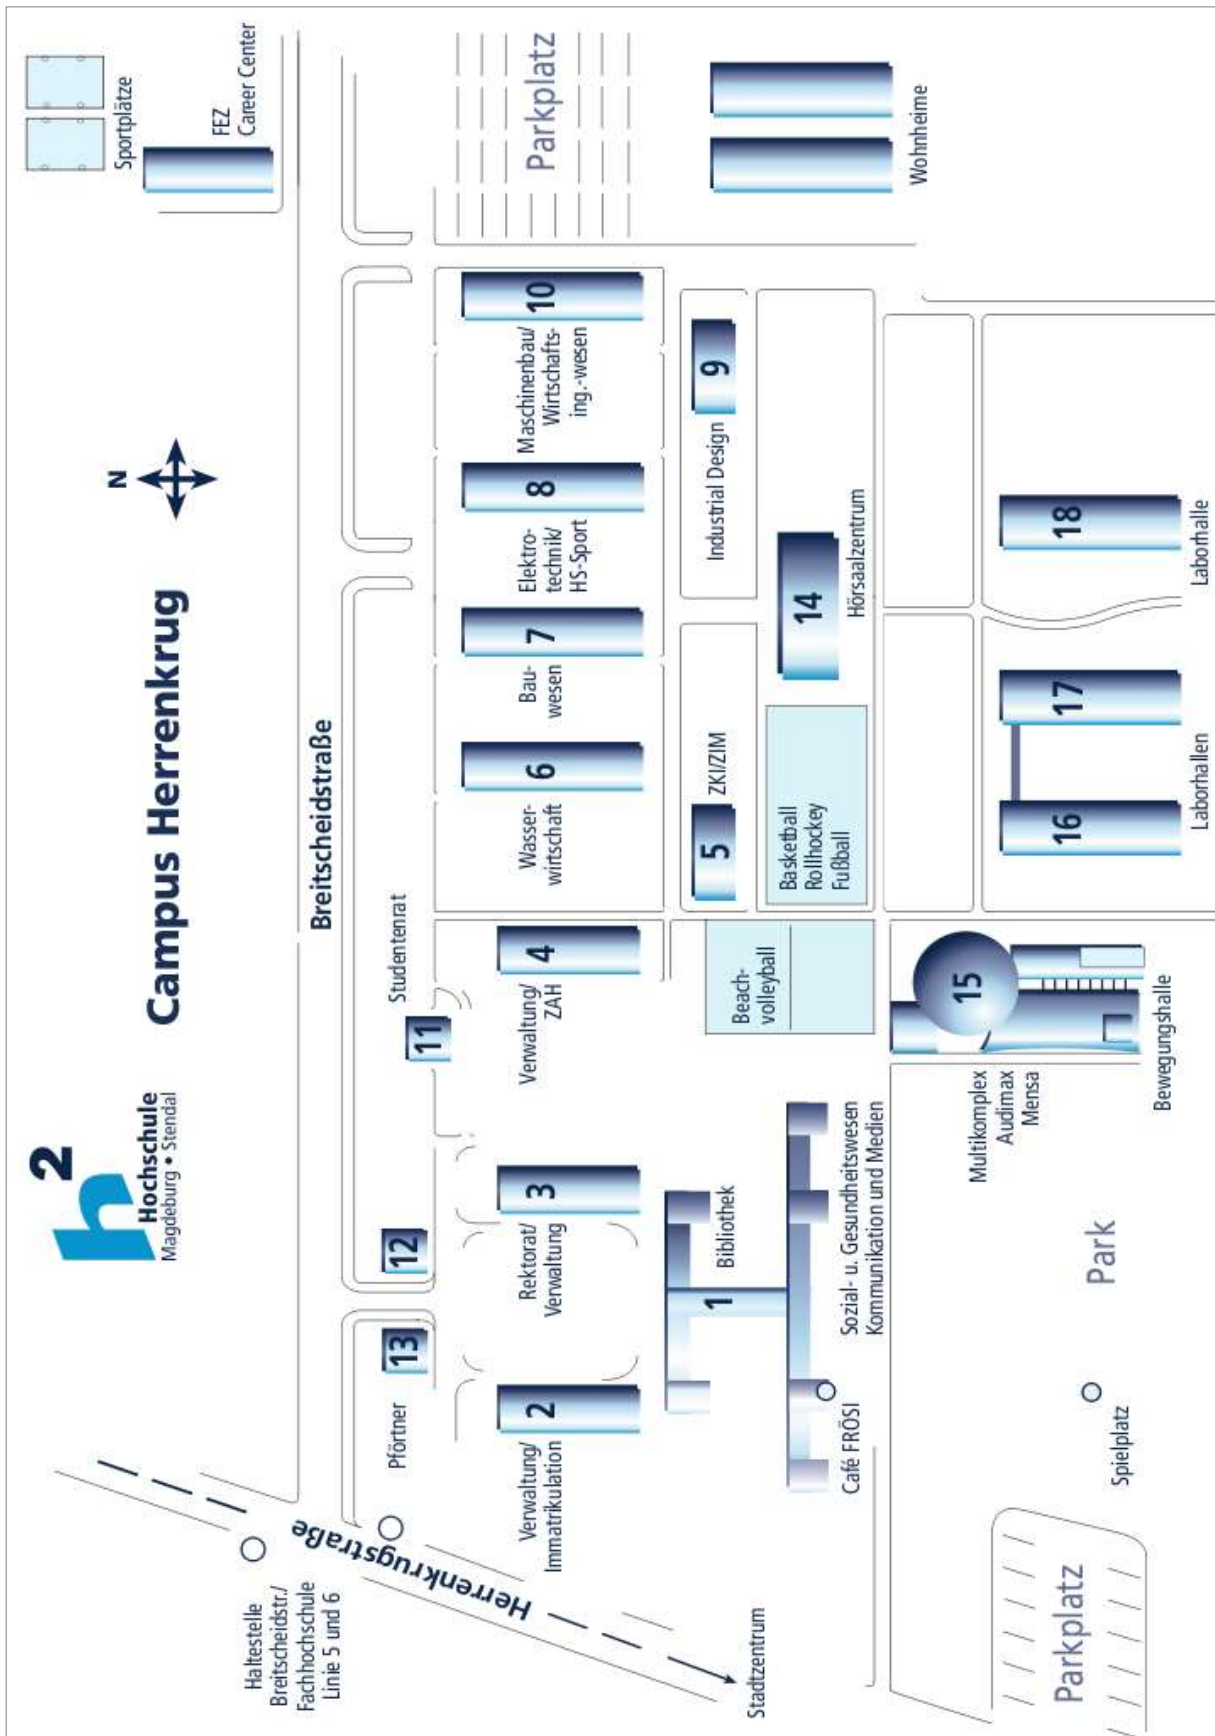 h2
Hochschule
Magdeburg • Stendal
Campus Herrenkrug
N
Sportplätze
FEZ
Career Center
Haltestelle
Breitscheidstr./
Fachhochschule
Linie 5 und 6
Herrenkrugstraße
Breitscheidstraße
Pförtner
13
12
11
Studentenrat
Parkplatz
Verwaltung/
Immatrikulation
2
Rektorat/
Verwaltung
3
Verwaltung/
ZAH
4
Wasser-
wirtschaft
6
Bau-
wesen
7
Elektro-
technik/
HS-Sport
8
Maschinenbau/
Wirtschafts-
ing.-wesen
10
Stadtzentrum
1
Bibliothek
Beach-
volleyball
5
ZKI/ZIM
Industrial Design
9
Wohnheime
Café FRÖSI
Sozial- u. Gesundheitswesen
Kommunikation und Medien
Basketball
Rollhockey
Fußball
14
Hörsaalzentrum
Parkplatz
Spielplatz
Park
Multikomplex
Audimax
Mensa
15
Bewegungshalle
16
17
Laborhallen
18
Laborhalle